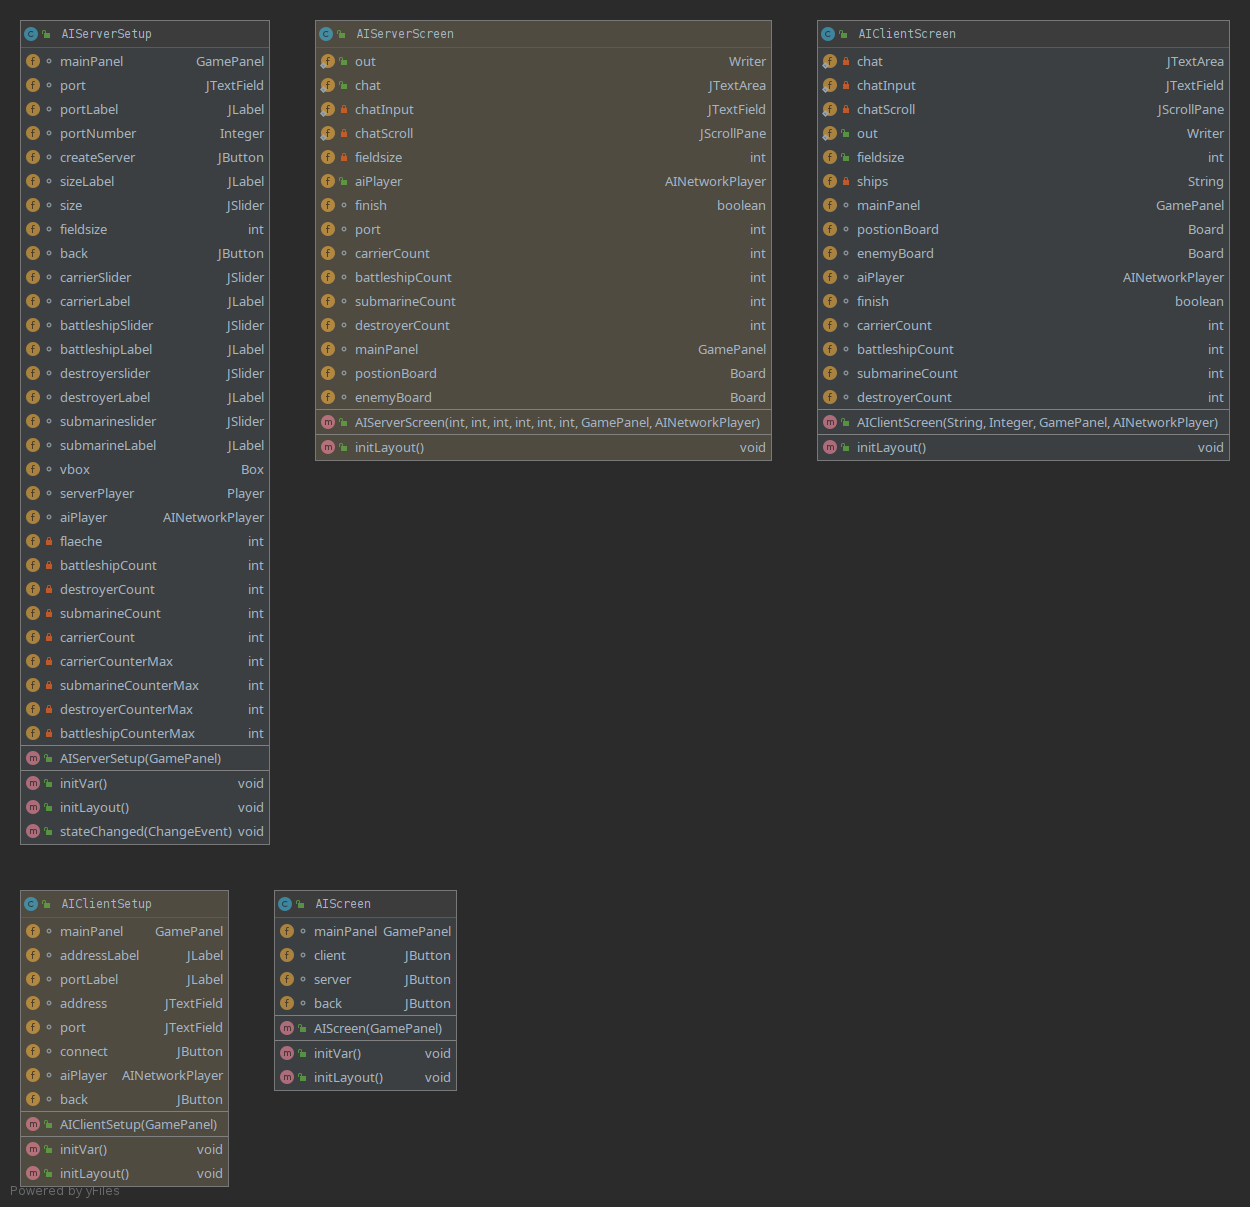 AIServerSetup
mainPanel GamePanel
port JTextField
portLabel JLabel
portNumber Integer
createServer JButton
sizeLabel JLabel
size JSlider
fieldsize int
back JButton
carrierSlider JSlider
carrierLabel JLabel
battleshipSlider JSlider
battleshipLabel JLabel
destroyerslider JSlider
destroyerLabel JLabel
submarineslider JSlider
submarineLabel JLabel
vbox Box
serverPlayer Player
aiPlayer AINetworkPlayer
flaeche int
battleshipCount int
destroyerCount int
submarineCount int
carrierCount int
carrierCounterMax int
submarineCounterMax int
destroyerCounterMax int
battleshipCounterMax int
AIServerSetup(GamePanel)
initVar() void
initLayout() void
stateChanged(ChangeEvent) void
AIServerScreen
out Writer
chat JTextArea
chatInput JTextField
chatScroll JScrollPane
fieldsize int
aiPlayer AINetworkPlayer
finish boolean
port int
carrierCount int
battleshipCount int
submarineCount int
destroyerCount int
mainPanel GamePanel
postionBoard Board
enemyBoard Board
AIServerScreen(int, int, int, int, int, int, GamePanel, AINetworkPlayer)
initLayout() void
AIClientScreen
chat JTextArea
chatInput JTextField
chatScroll JScrollPane
out Writer
fieldsize int
ships String
mainPanel GamePanel
postionBoard Board
enemyBoard Board
aiPlayer AINetworkPlayer
finish boolean
carrierCount int
battleshipCount int
submarineCount int
destroyerCount int
AIClientScreen(String, Integer, GamePanel, AINetworkPlayer)
initLayout() void
AIClientSetup
mainPanel GamePanel
addressLabel JLabel
portLabel JLabel
address JTextField
port JTextField
connect JButton
aiPlayer AINetworkPlayer
back JButton
AIClientSetup(GamePanel)
initVar() void
initLayout() void
AIScreen
mainPanel GamePanel
client JButton
server JButton
back JButton
AIScreen(GamePanel)
initVar() void
initLayout() void
Powered by yFiles